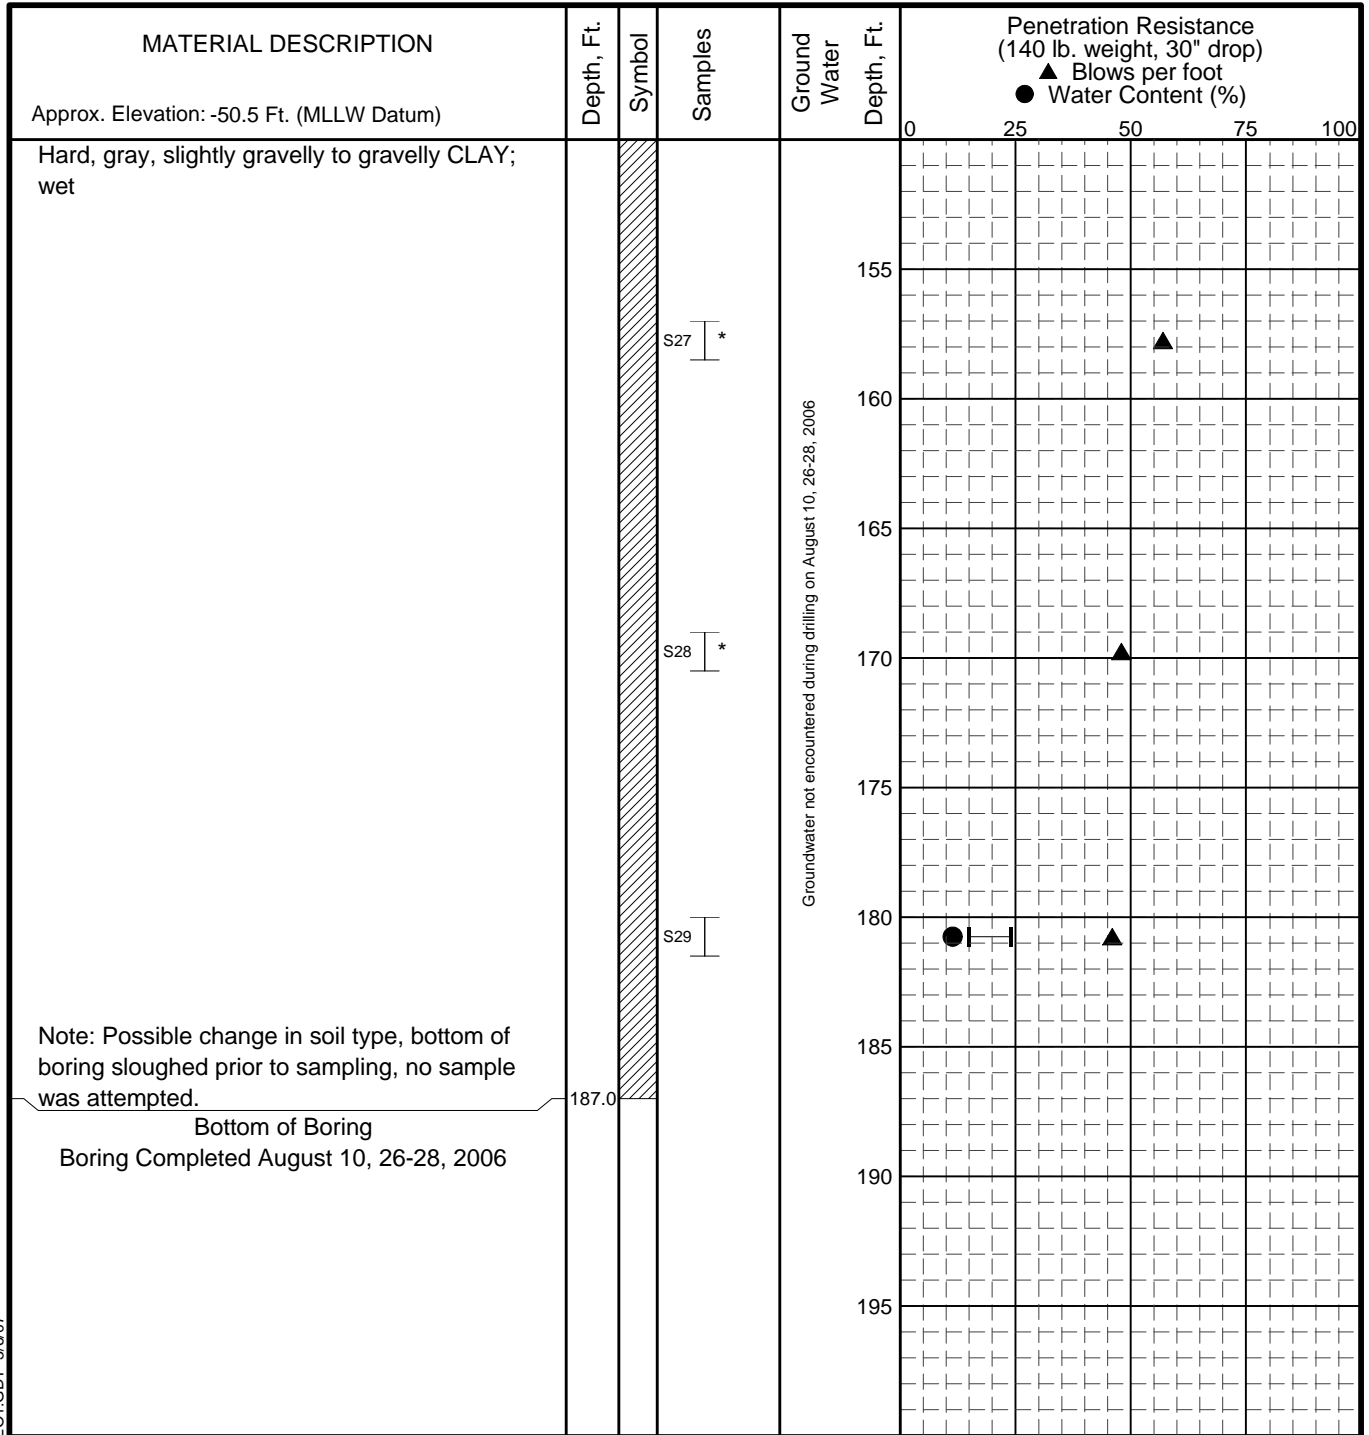 MATERIAL DESCRIPTION
Approx. Elevation: -50.5 Ft. (MLLW Datum)
Depth, Ft.
Symbol
Samples
Ground
Water
Depth, Ft.
Penetration Resistance
(140 lb. weight, 30" drop)
▲ Blows per foot
● Water Content (%)
0 25 50 75 100
Hard, gray, slightly gravelly to gravelly CLAY;
wet
155
S27 *
160
Groundwater not encountered during drilling on August 10, 26-28, 2006
165
S28 *
170
175
180
S29
Note: Possible change in soil type, bottom of
boring sloughed prior to sampling, no sample
was attempted.
185
187.0
Bottom of Boring
Boring Completed August 10, 26-28, 2006
190
195